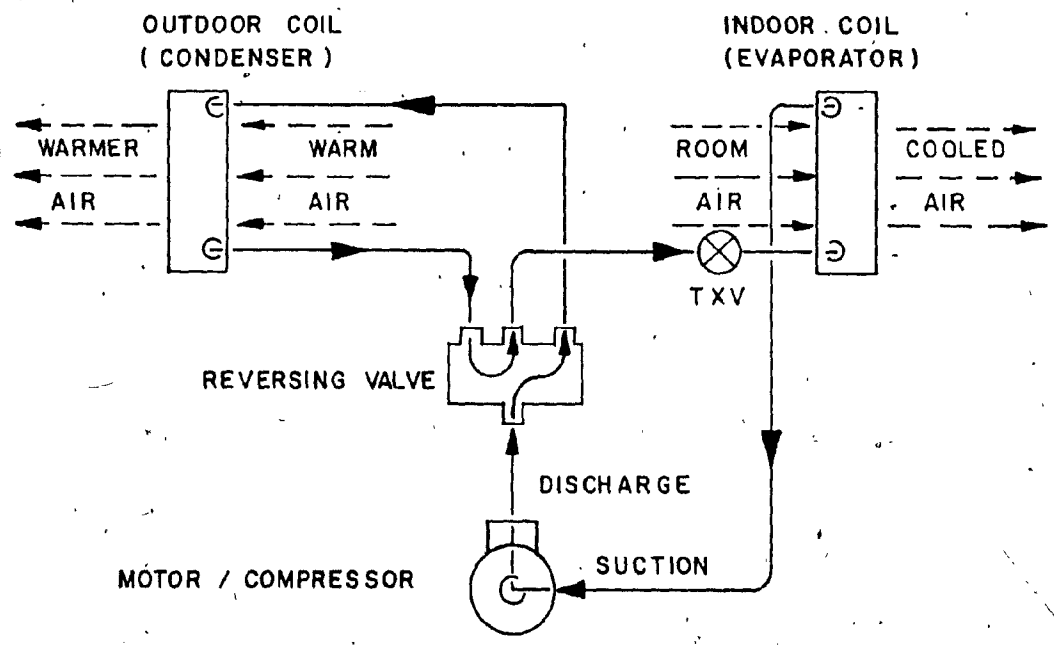 OUTDOOR COIL
(CONDENSER)
INDOOR COIL
(EVAPORATOR)
WARMER
AIR
WARM
AIR
ROOM
AIR
COOLED
AIR
TXV
REVERSING VALVE
DISCHARGE
SUCTION
MOTOR / COMPRESSOR